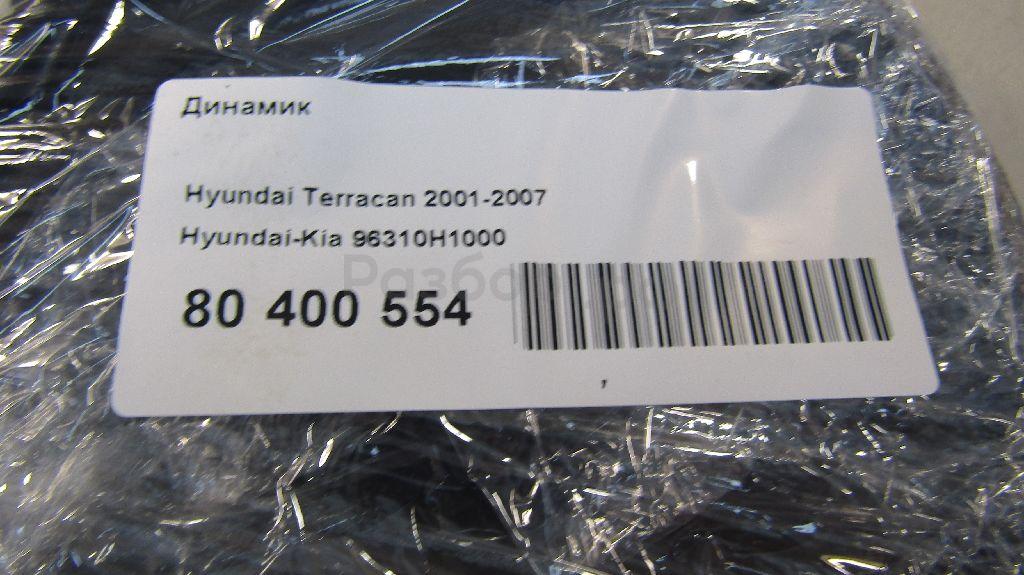 Динамик
Hyundai Terracan 2001-2007
Hyundai-Kia 96310H1000
80 400 554
,